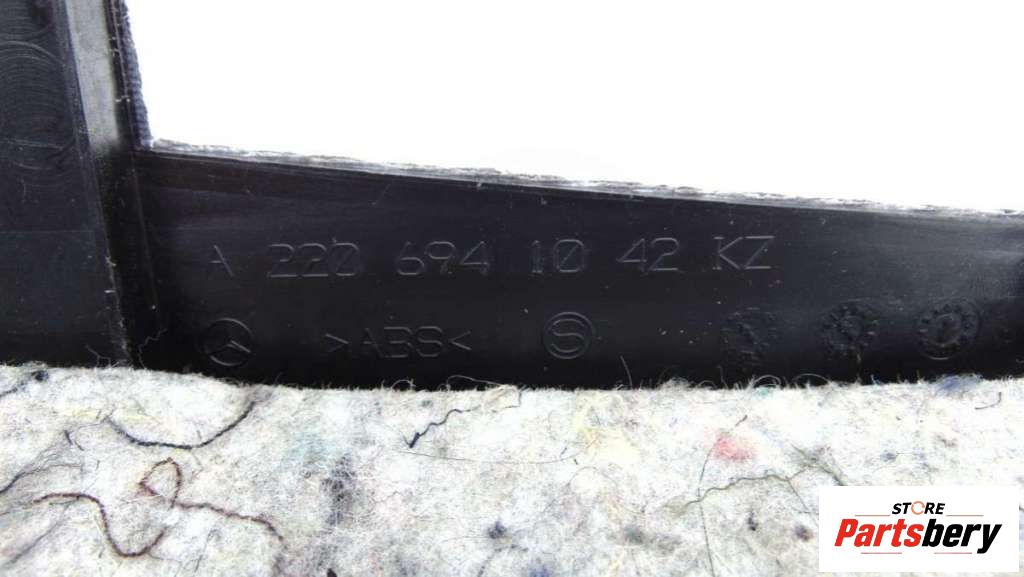 A 220 694 10 42 KZ
>ABS< S
STORE
Partsbery